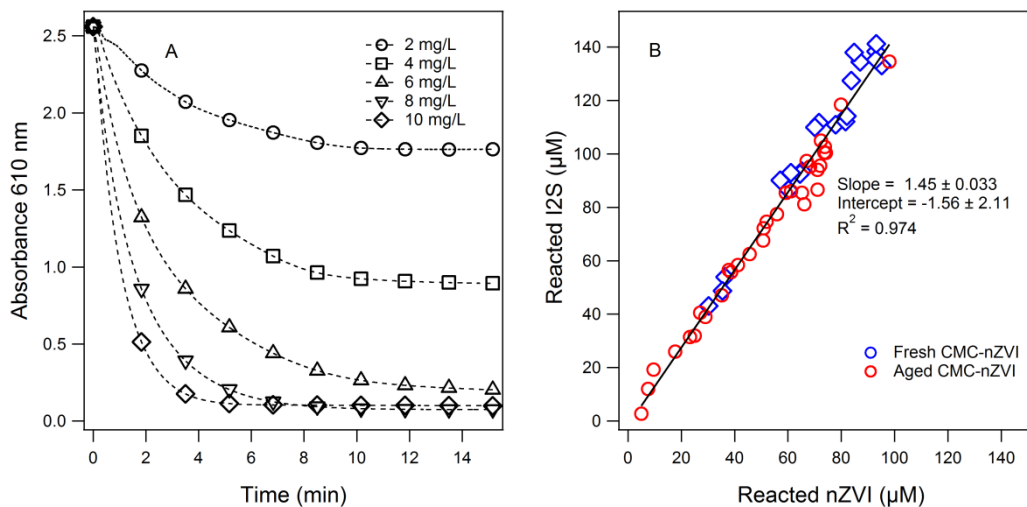 A
2 mg/L
4 mg/L
6 mg/L
8 mg/L
10 mg/L
Absorbance 610 nm
2.5
2.0
1.5
1.0
0.5
0.0
0 2 4 6 8 10 12 14
Time (min)
B
Reacted I2S (µM)
140
120
100
80
60
40
20
0
Slope = 1.45 ± 0.033
Intercept = -1.56 ± 2.11
R² = 0.974
Fresh CMC-nZVI
Aged CMC-nZVI
0 20 40 60 80 100 120 140
Reacted nZVI (µM)